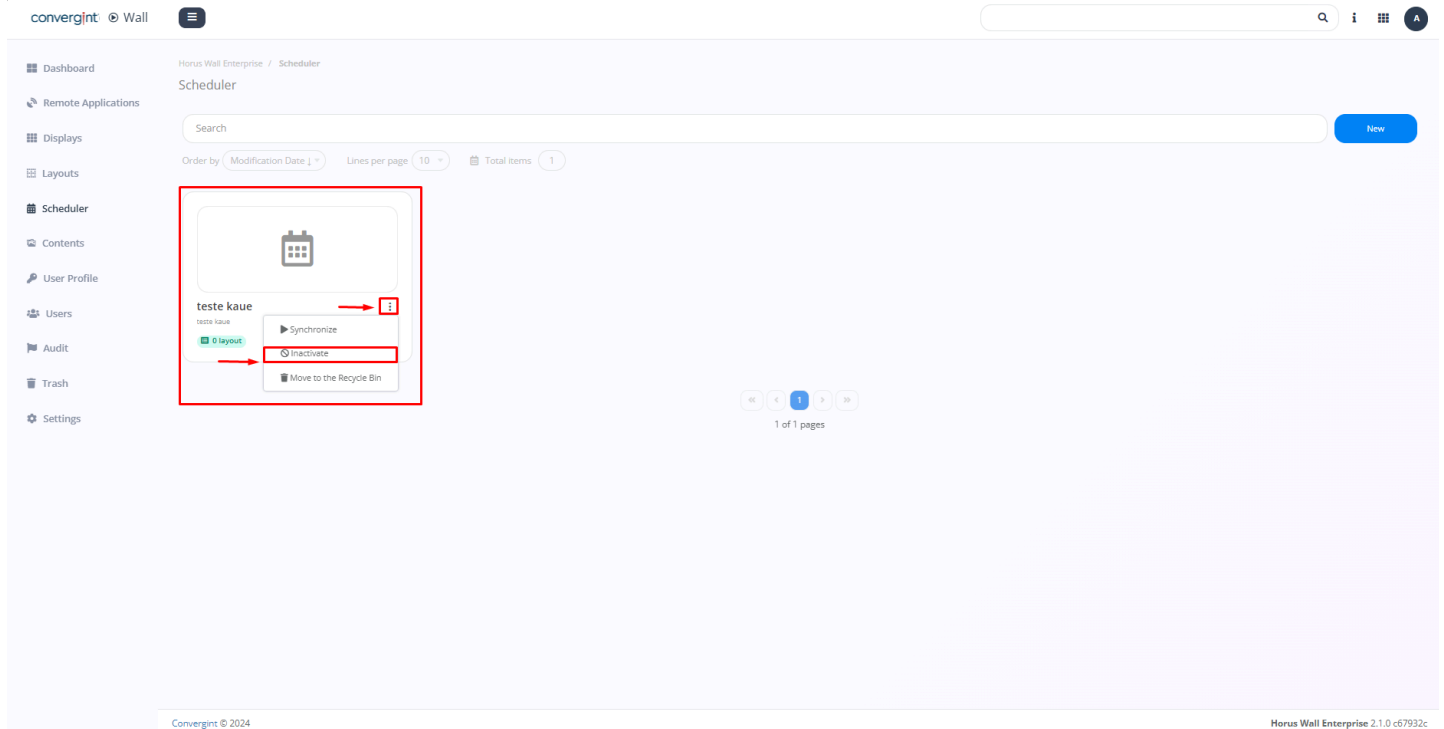 convergint Wall
A
Dashboard
Remote Applications
Displays
Layouts
Scheduler
Contents
User Profile
Users
Audit
Trash
Settings
Horus Wall Enterprise / Scheduler
Scheduler
Search
New
Order by Modification Date ↓ Lines per page 10 Total items 1
teste kaue
teste kaue
0 layout
Synchronize
Inactivate
Move to the Recycle Bin
« ‹ 1 › »
1 of 1 pages
Convergint © 2024
Horus Wall Enterprise 2.1.0 c67932c